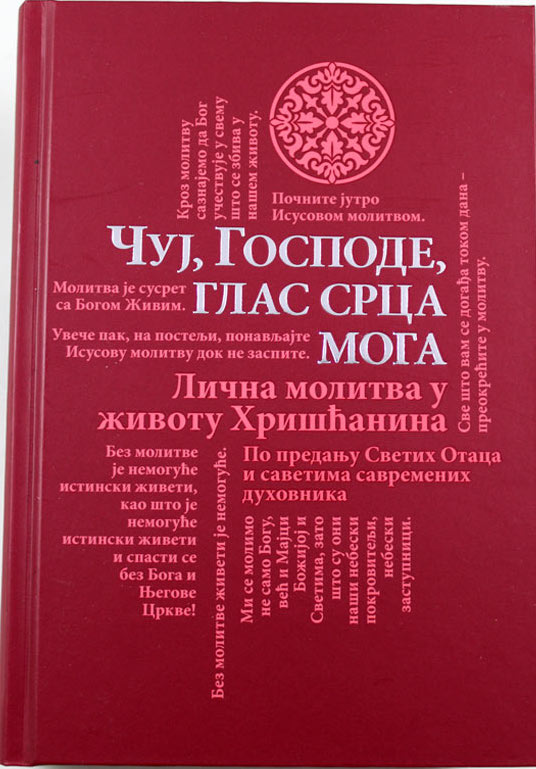 Кроз молитву
сазнајемо да Бог
учествује у свему
што се збива у
нашем животу.
Почните јутро
Исусовом молитвом.
Чуј, Господе,
глас срца
мога
Молитва је сусрет
са Богом Живим.
Увече пак, на постељи, понављајте
Исусову молитву док не заспите.
Све што вам се догађа током дана –
преокрећите у молитву.
Лична молитва у
животу Хришћанина
По предању Светих Отаца
и саветима савремених
духовника
Без молитве
је немогуће
истински живети,
као што је
немогуће
истински живети
и спасти се
без Бога и
Његове
Цркве!
Без молитве живети је немогуће.
Ми се молимо
не само Богу,
већ и Мајци
Божијој и
Светима, зато
што су они
наши небески
покровитељи,
небески
заступници.